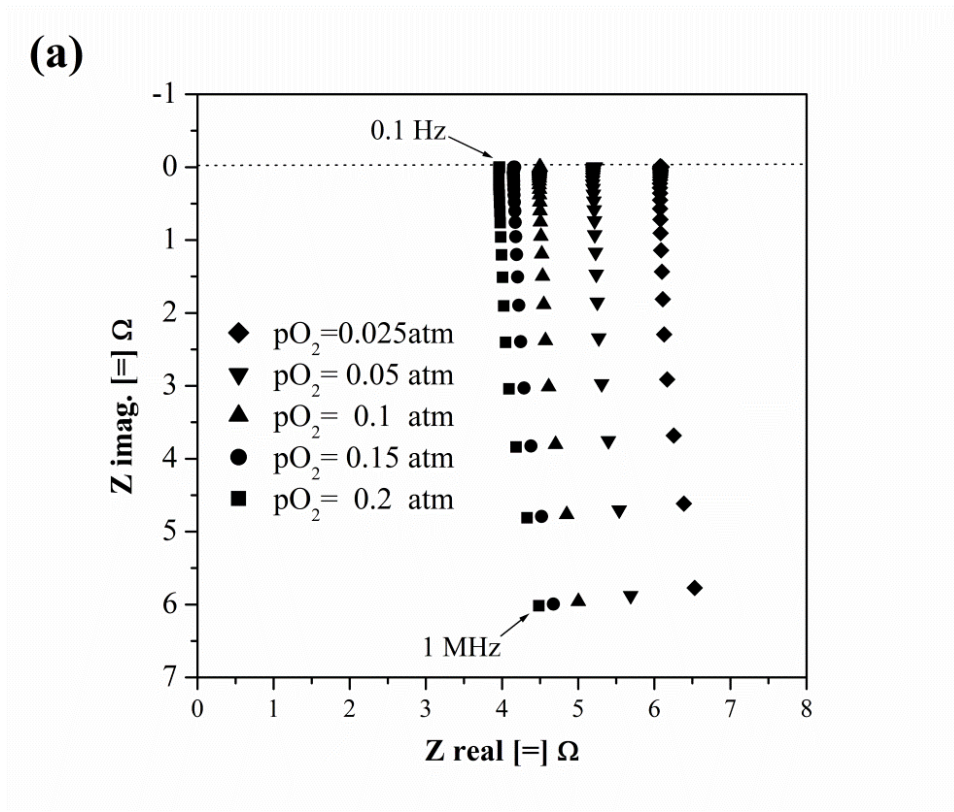 (a)
-1
0
1
2
3
4
5
6
7
Z imag. [=] Ω
0.1 Hz
pO2=0.025atm
pO2= 0.05 atm
pO2= 0.1 atm
pO2= 0.15 atm
pO2= 0.2 atm
1 MHz
0 1 2 3 4 5 6 7 8
Z real [=] Ω